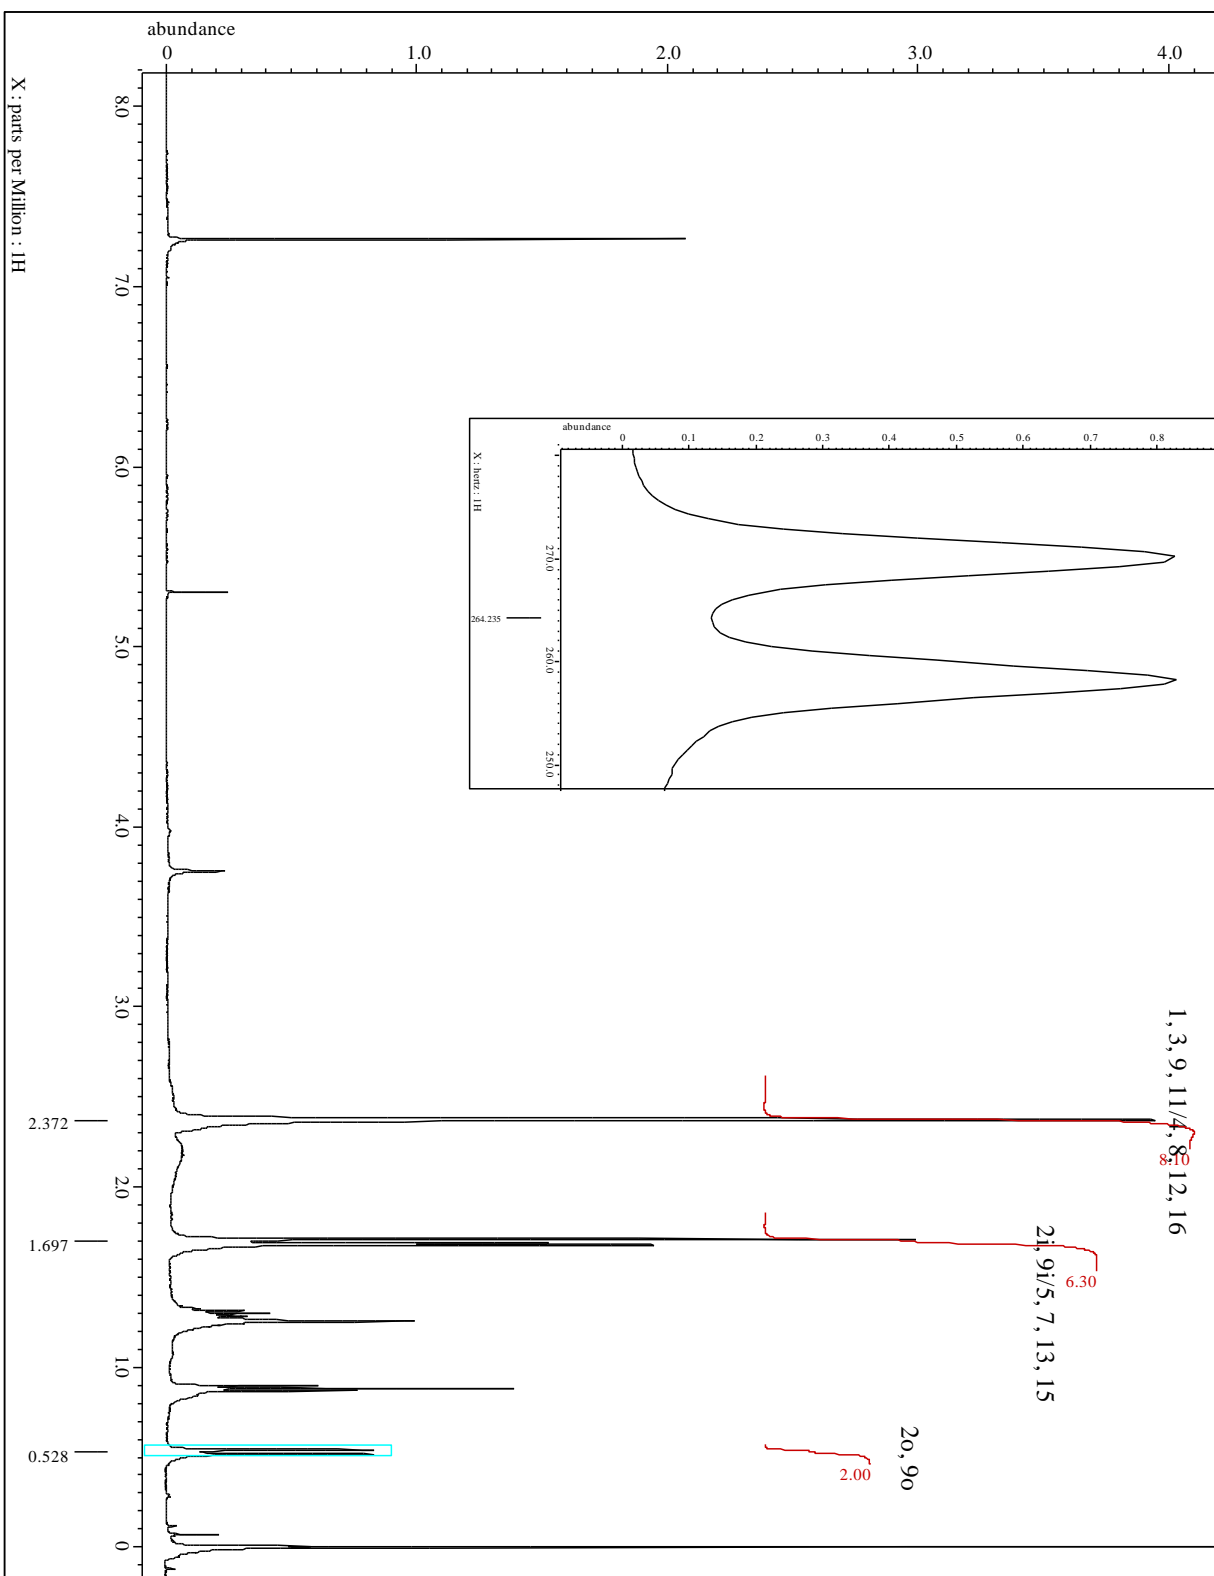 abundance
0 1.0 2.0 3.0 4.0
X : parts per Million : 1H
8.0 7.0 6.0 5.0 4.0 3.0 2.0 1.0 0
abundance
0 0.1 0.2 0.3 0.4 0.5 0.6 0.7 0.8
X : hertz : 1H
270.0 260.0 250.0
264.235
1, 3, 9, 11/4, 8, 12, 16
8.10
2.372
2i, 9i/5, 7, 13, 15
6.30
1.697
2o, 9o
2.00
0.528